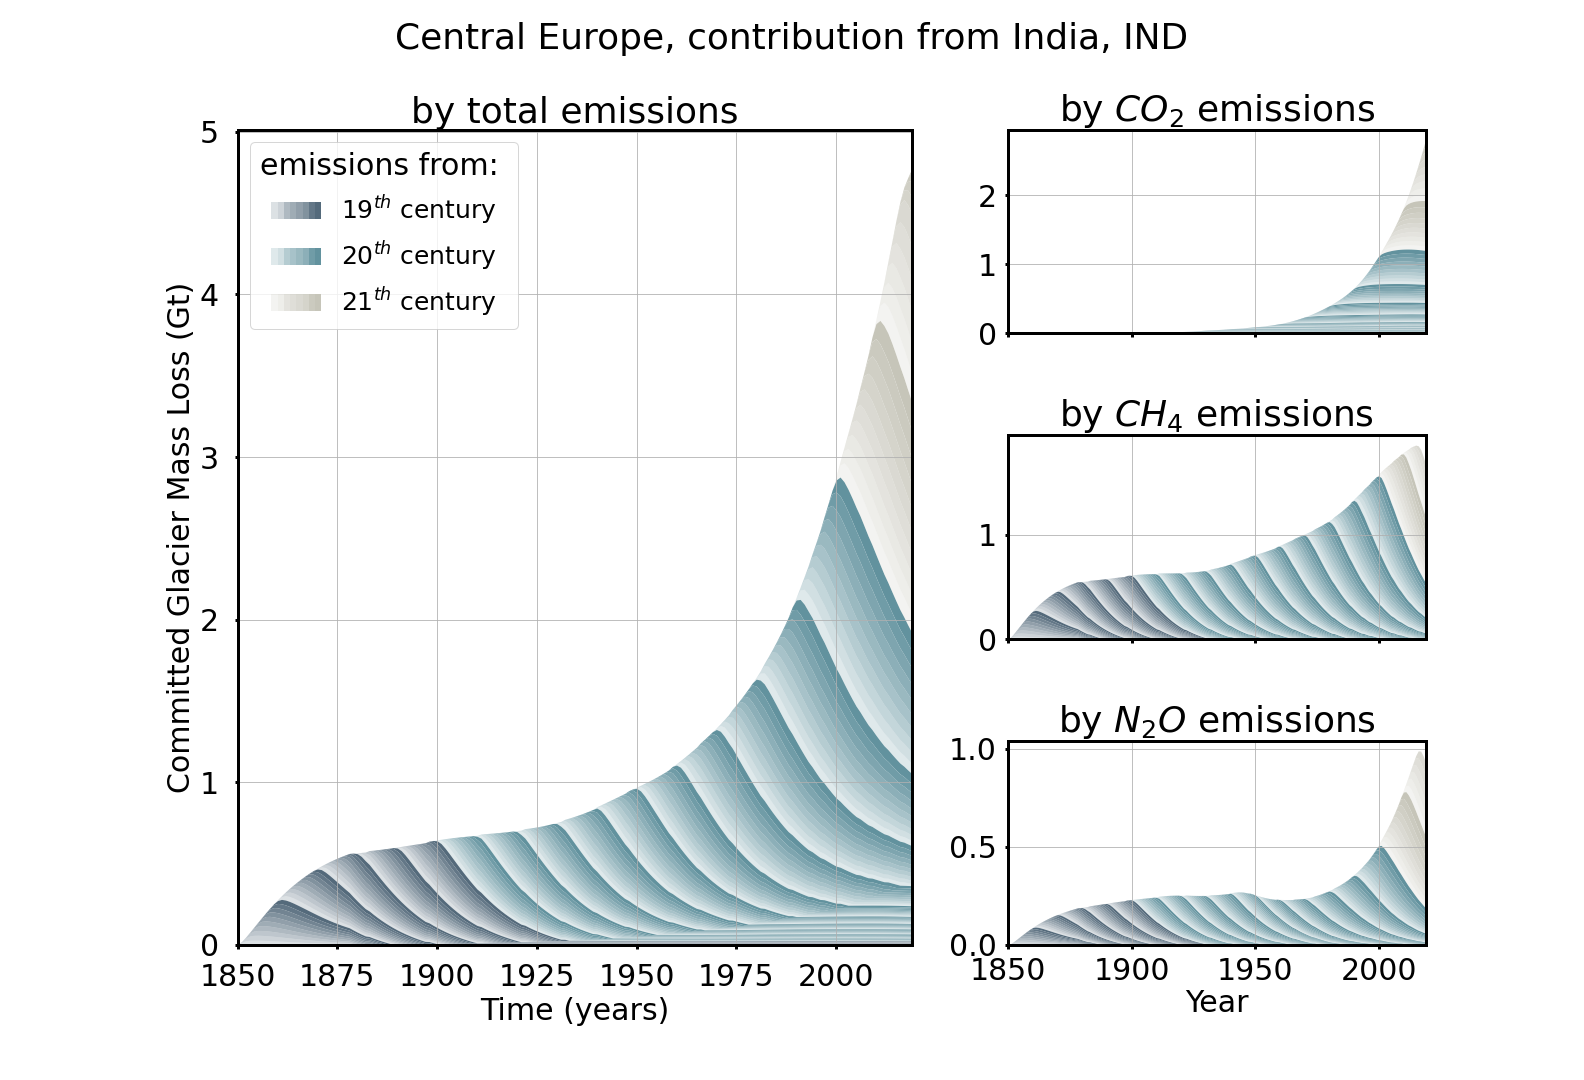 Central Europe, contribution from India, IND
by total emissions
Committed Glacier Mass Loss (Gt)
5
4
3
2
1
0
emissions from:
19th century
20th century
21th century
1850 1875 1900 1925 1950 1975 2000
Time (years)
by CO2 emissions
2
1
0
by CH4 emissions
1
0
by N2O emissions
1.0
0.5
0.0
1850 1900 1950 2000
Year